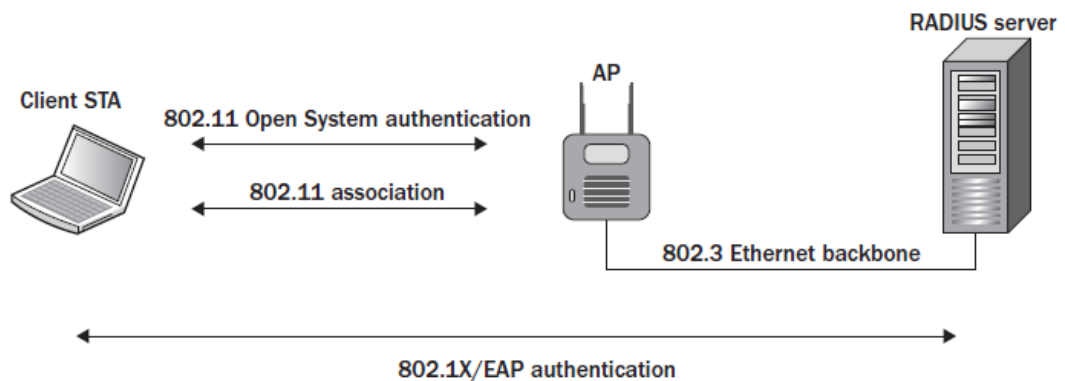 RADIUS server
AP
Client STA
802.11 Open System authentication
802.11 association
802.3 Ethernet backbone
802.1X/EAP authentication